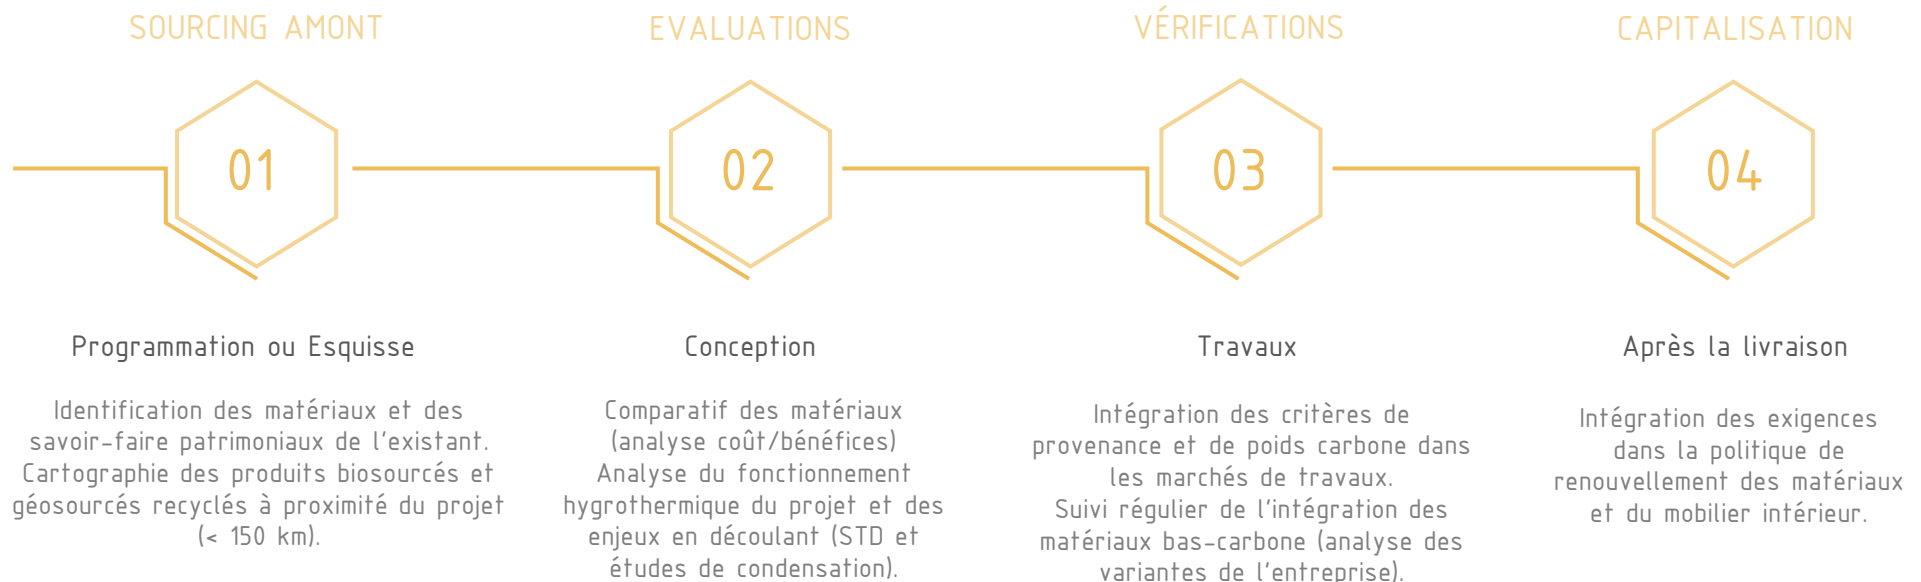 SOURCING AMONT
01
Programmation ou Esquisse
Identification des matériaux et des
savoir-faire patrimoniaux de l'existant.
Cartographie des produits biosourcés et
géosourcés recyclés à proximité du projet
(< 150 km).
EVALUATIONS
02
Conception
Comparatif des matériaux
(analyse coût/bénéfices)
Analyse du fonctionnement
hygrothermique du projet et des
enjeux en découlant (STD et
études de condensation).
VÉRIFICATIONS
03
Travaux
Intégration des critères de
provenance et de poids carbone dans
les marchés de travaux.
Suivi régulier de l'intégration des
matériaux bas-carbone (analyse des
variantes de l'entreprise).
CAPITALISATION
04
Après la livraison
Intégration des exigences
dans la politique de
renouvellement des matériaux
et du mobilier intérieur.